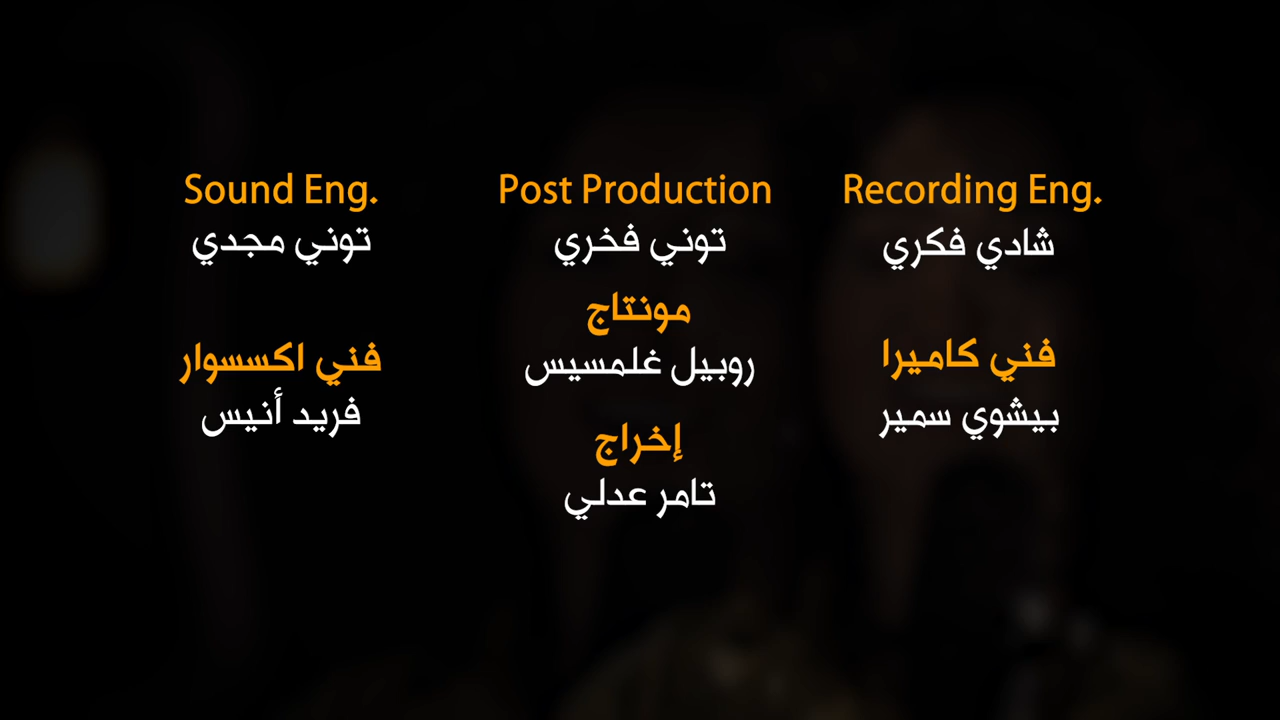 Sound Eng.
توني مجدي
فني اكسسوار
فريد أنيس
Post Production
توني فخري
مونتاج
روبيل غلمسيس
إخراج
تامر عدلي
Recording Eng.
شادي فكري
فني كاميرا
بيشوي سمير